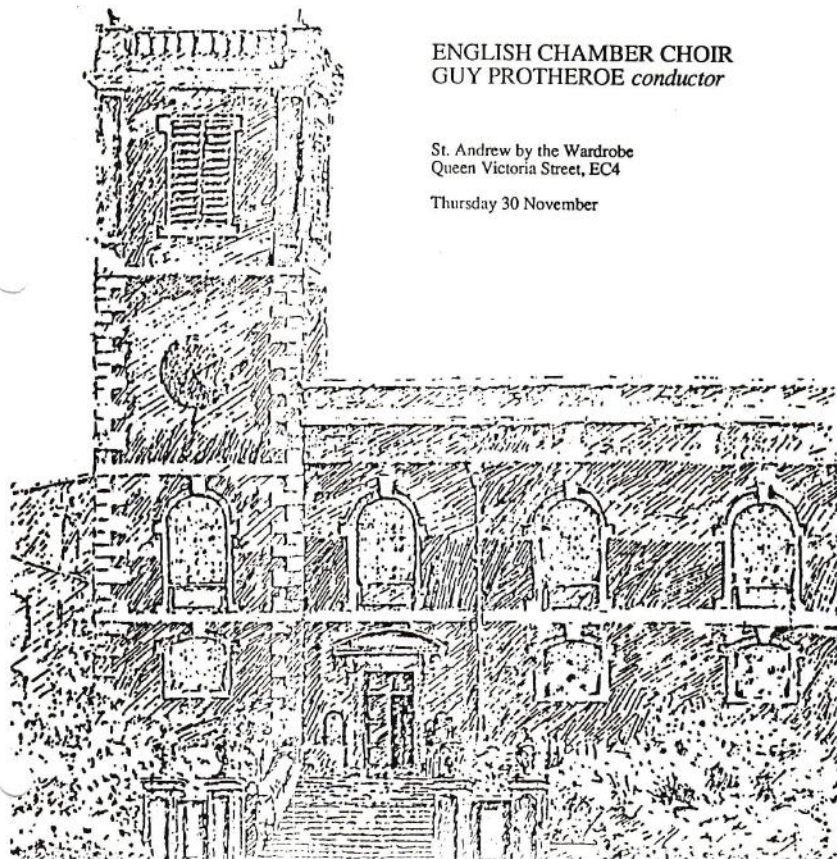 ENGLISH CHAMBER CHOIR
GUY PROTHEROE conductor
St. Andrew by the Wardrobe
Queen Victoria Street, EC4
Thursday 30 November